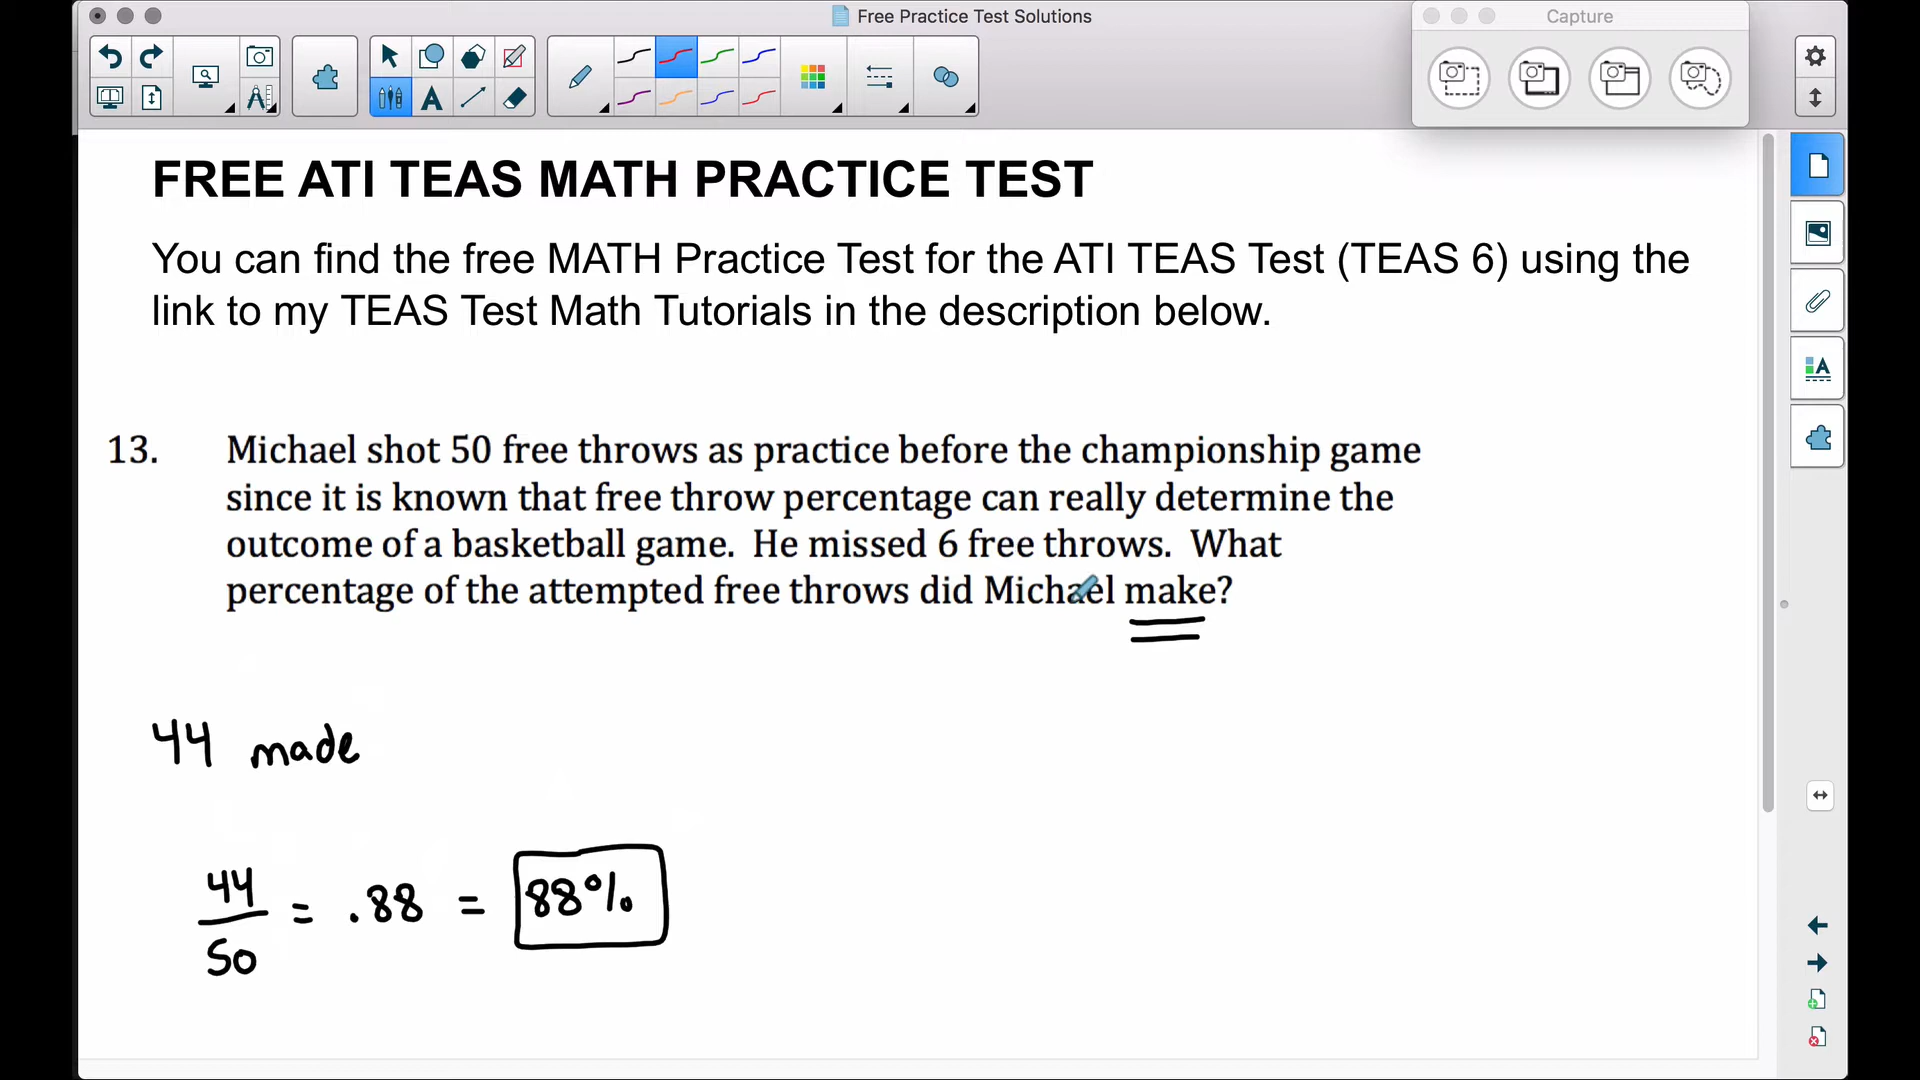 Free Practice Test Solutions
Capture
FREE ATI TEAS MATH PRACTICE TEST
You can find the free MATH Practice Test for the ATI TEAS Test (TEAS 6) using the
link to my TEAS Test Math Tutorials in the description below.
13. Michael shot 50 free throws as practice before the championship game
since it is known that free throw percentage can really determine the
outcome of a basketball game. He missed 6 free throws. What
percentage of the attempted free throws did Michael make?
44 made
44
50
= .88 = 88%